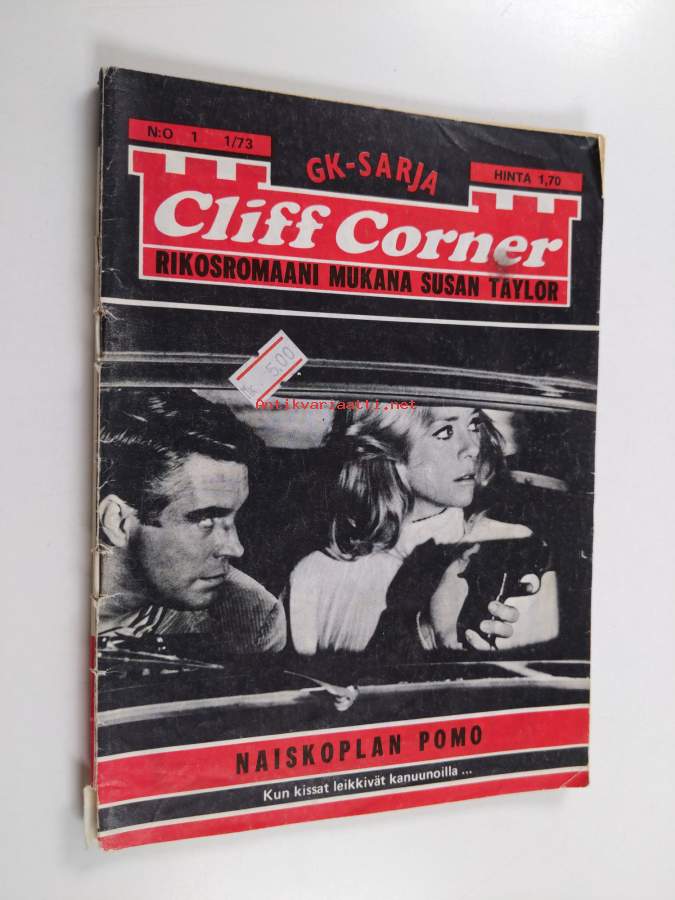 N:O 1 1/73
GK-SARJA
HINTA 1,70
Cliff Corner
RIKOSROMAANI MUKANA SUSAN TAYLOR
5.00
Antikvariaatti.net
NAISKOPLAN POMO
Kun kissat leikkivät kanuunoilla ...